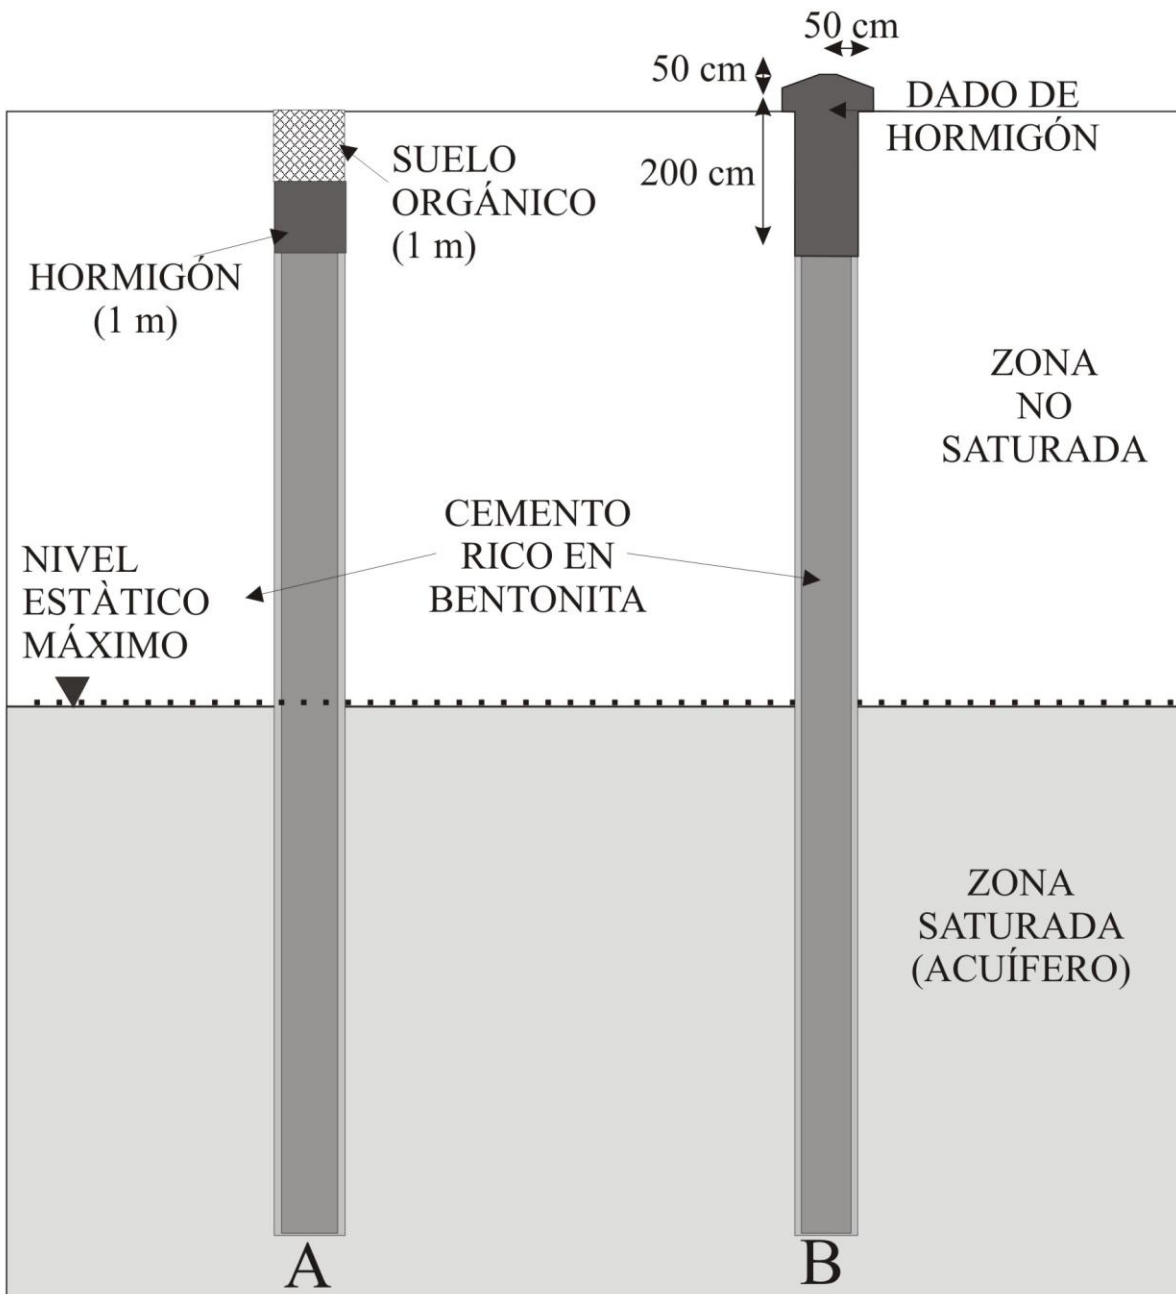 50 cm
50 cm
DADO DE
HORMIGÓN
200 cm
SUELO
ORGÁNICO
(1 m)
HORMIGÓN
(1 m)
ZONA
NO
SATURADA
CEMENTO
RICO EN
BENTONITA
NIVEL
ESTÀTICO
MÁXIMO
ZONA
SATURADA
(ACUÍFERO)
A
B